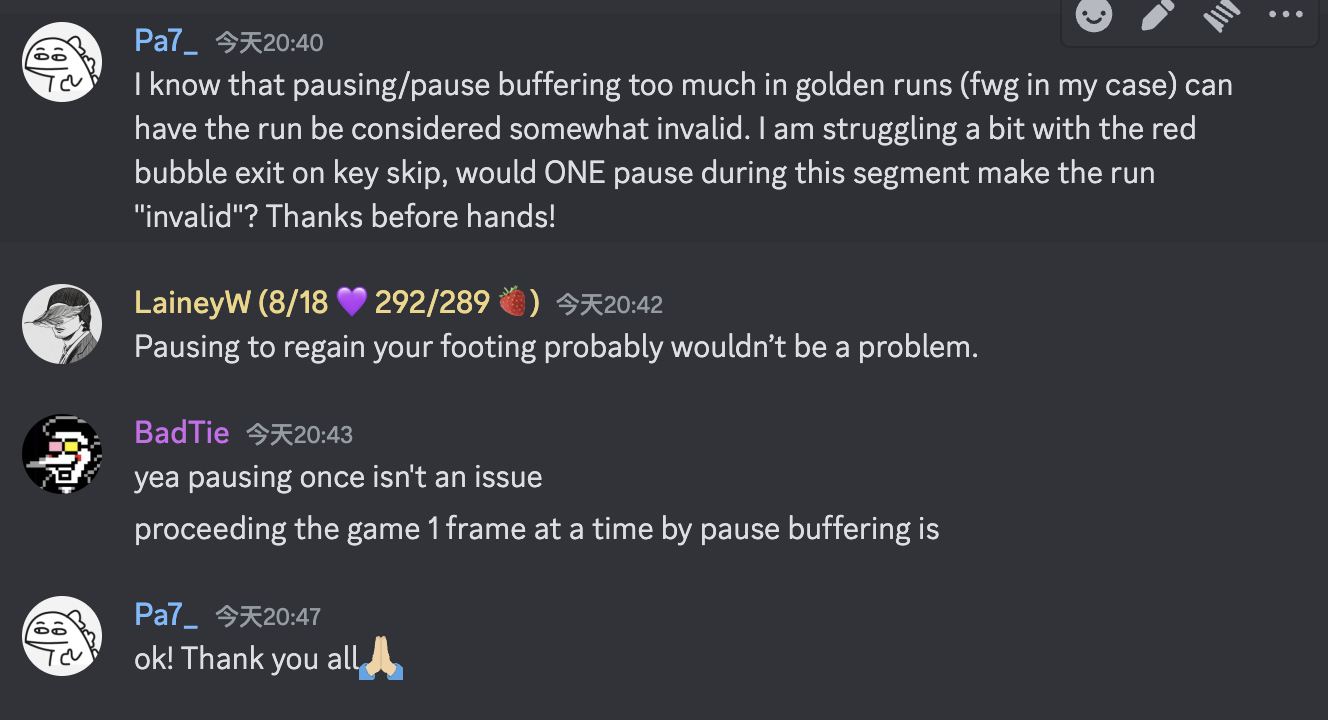 Pa7_ 今天20:40
I know that pausing/pause buffering too much in golden runs (fwg in my case) can
have the run be considered somewhat invalid. I am struggling a bit with the red
bubble exit on key skip, would ONE pause during this segment make the run
"invalid"? Thanks before hands!
LaineyW (8/18 💜 292/289 🍓) 今天20:42
Pausing to regain your footing probably wouldn’t be a problem.
BadTie 今天20:43
yea pausing once isn't an issue
proceeding the game 1 frame at a time by pause buffering is
Pa7_ 今天20:47
ok! Thank you all🙏🏼